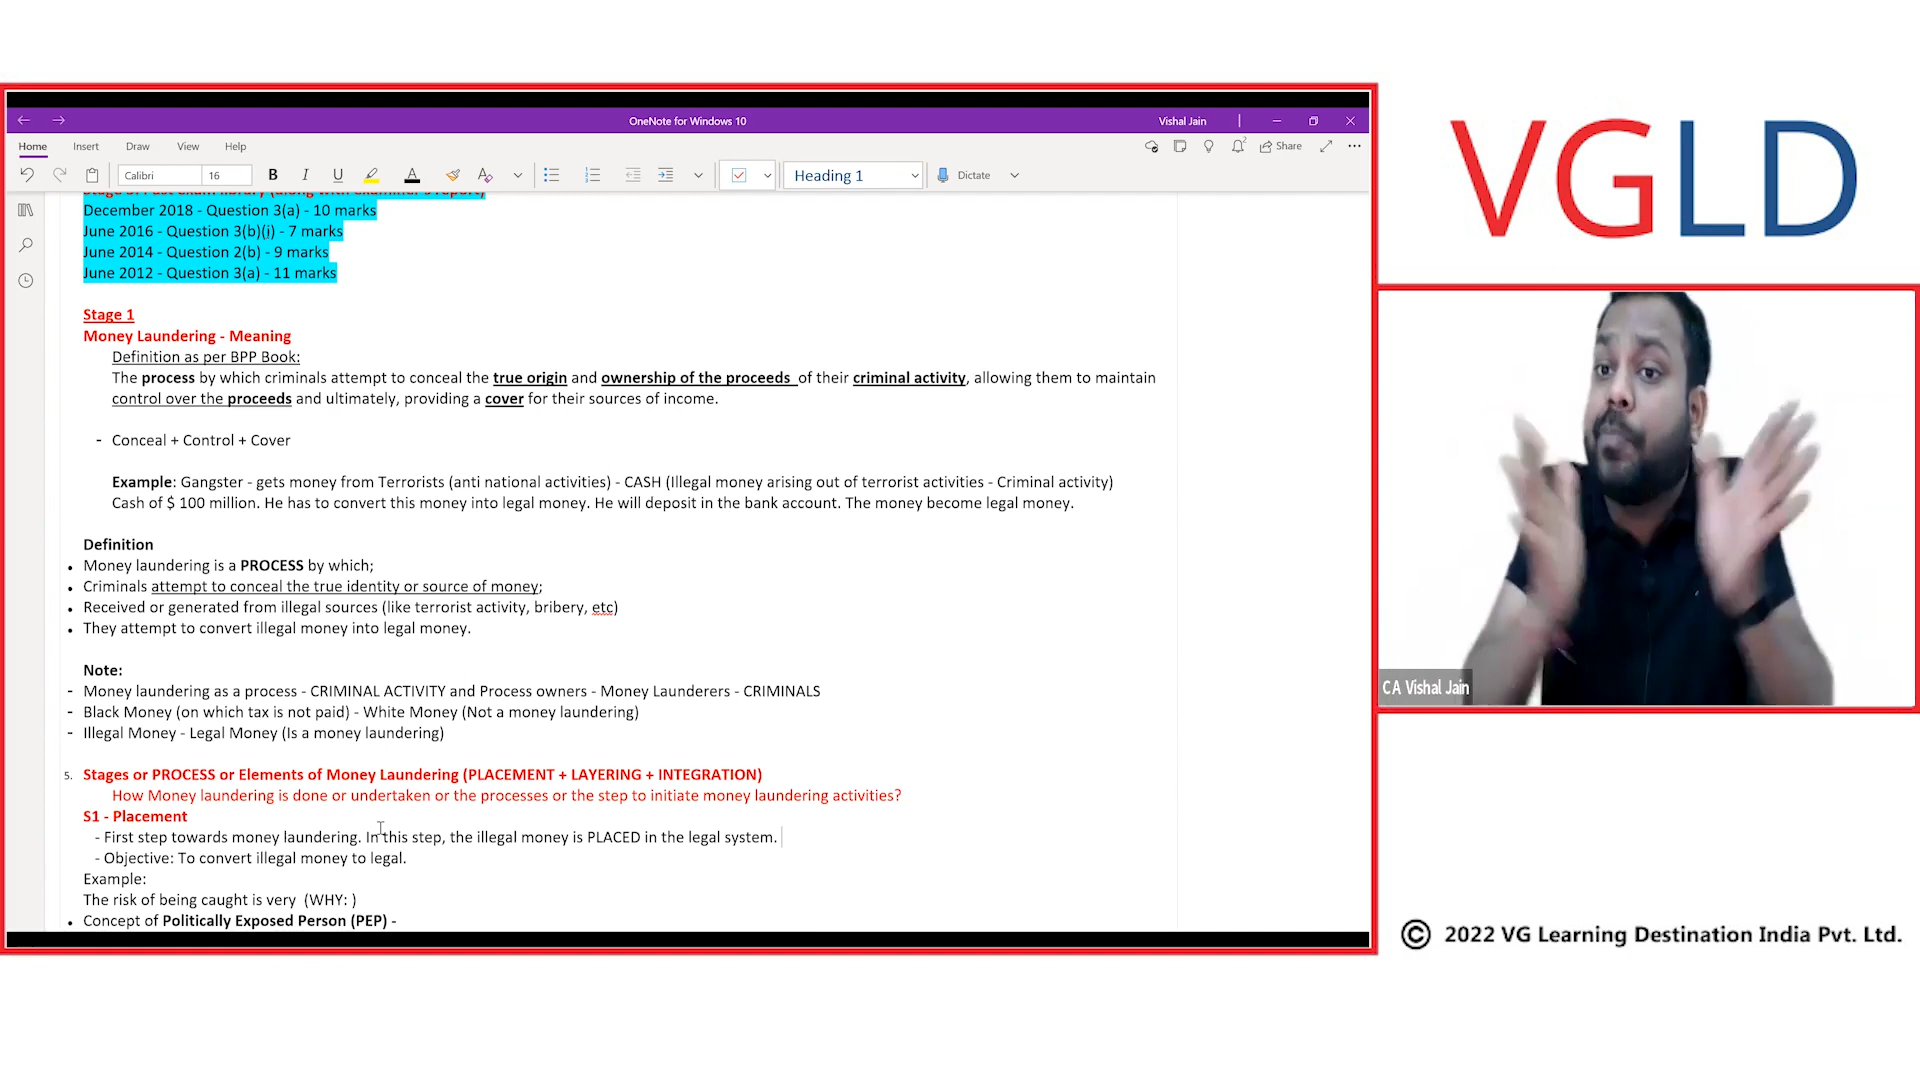 OneNote for Windows 10
Vishal Jain
Home Insert Draw View Help
Share
Calibri 16 B I U A Heading 1 Dictate
December 2018 - Question 3(a) - 10 marks
June 2016 - Question 3(b)(i) - 7 marks
June 2014 - Question 2(b) - 9 marks
June 2012 - Question 3(a) - 11 marks
Stage 1
Money Laundering - Meaning
Definition as per BPP Book:
The process by which criminals attempt to conceal the true origin and ownership of the proceeds of their criminal activity, allowing them to maintain
control over the proceeds and ultimately, providing a cover for their sources of income.
- Conceal + Control + Cover
Example: Gangster - gets money from Terrorists (anti national activities) - CASH (Illegal money arising out of terrorist activities - Criminal activity)
Cash of $ 100 million. He has to convert this money into legal money. He will deposit in the bank account. The money become legal money.
Definition
• Money laundering is a PROCESS by which;
• Criminals attempt to conceal the true identity or source of money;
• Received or generated from illegal sources (like terrorist activity, bribery, etc)
• They attempt to convert illegal money into legal money.
Note:
- Money laundering as a process - CRIMINAL ACTIVITY and Process owners - Money Launderers - CRIMINALS
- Black Money (on which tax is not paid) - White Money (Not a money laundering)
- Illegal Money - Legal Money (Is a money laundering)
5. Stages or PROCESS or Elements of Money Laundering (PLACEMENT + LAYERING + INTEGRATION)
How Money laundering is done or undertaken or the processes or the step to initiate money laundering activities?
S1 - Placement
- First step towards money laundering. In this step, the illegal money is PLACED in the legal system.
- Objective: To convert illegal money to legal.
Example:
The risk of being caught is very (WHY: )
• Concept of Politically Exposed Person (PEP) -
VGLD
CA Vishal Jain
© 2022 VG Learning Destination India Pvt. Ltd.